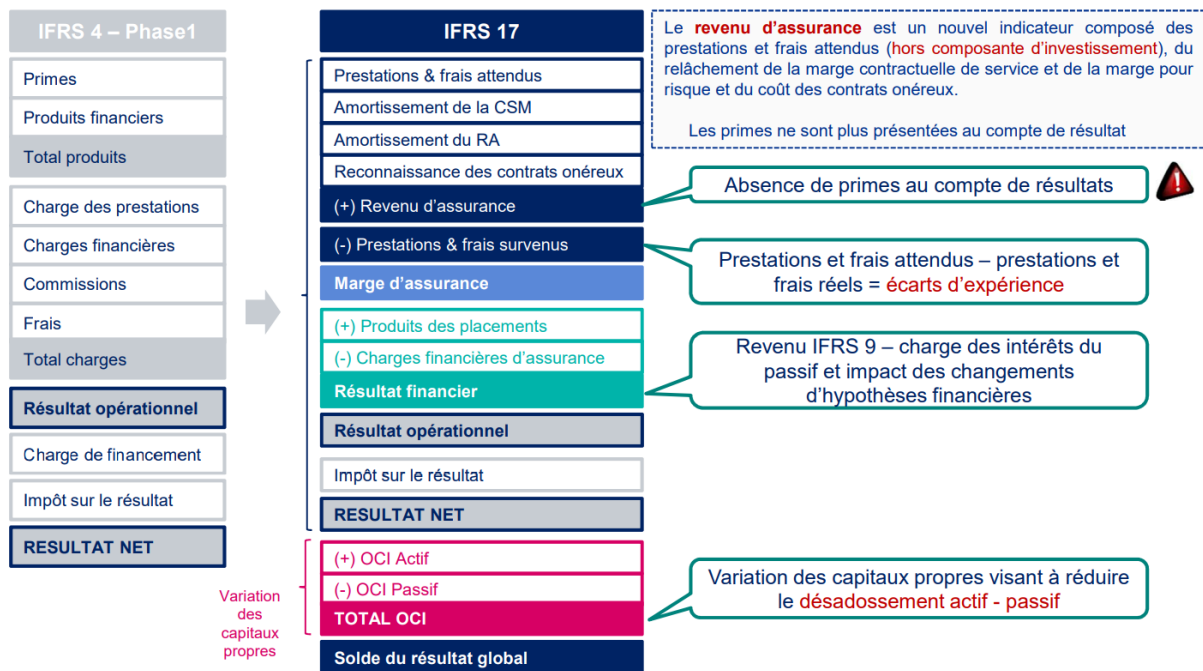 IFRS 4 – Phase1
Primes
Produits financiers
Total produits
Charge des prestations
Charges financières
Commissions
Frais
Total charges
Résultat opérationnel
Charge de financement
Impôt sur le résultat
RESULTAT NET
IFRS 17
Prestations & frais attendus
Amortissement de la CSM
Amortissement du RA
Reconnaissance des contrats onéreux
(+) Revenu d’assurance
(-) Prestations & frais survenus
Marge d’assurance
(+) Produits des placements
(-) Charges financières d’assurance
Résultat financier
Résultat opérationnel
Impôt sur le résultat
RESULTAT NET
Variation
des
capitaux
propres
(+) OCI Actif
(-) OCI Passif
TOTAL OCI
Solde du résultat global
Le revenu d’assurance est un nouvel indicateur composé des
prestations et frais attendus (hors composante d’investissement), du
relâchement de la marge contractuelle de service et de la marge pour
risque et du coût des contrats onéreux.
Les primes ne sont plus présentées au compte de résultat
Absence de primes au compte de résultats
!
Prestations et frais attendus – prestations et
frais réels = écarts d’expérience
Revenu IFRS 9 – charge des intérêts du
passif et impact des changements
d’hypothèses financières
Variation des capitaux propres visant à réduire
le désadossement actif - passif